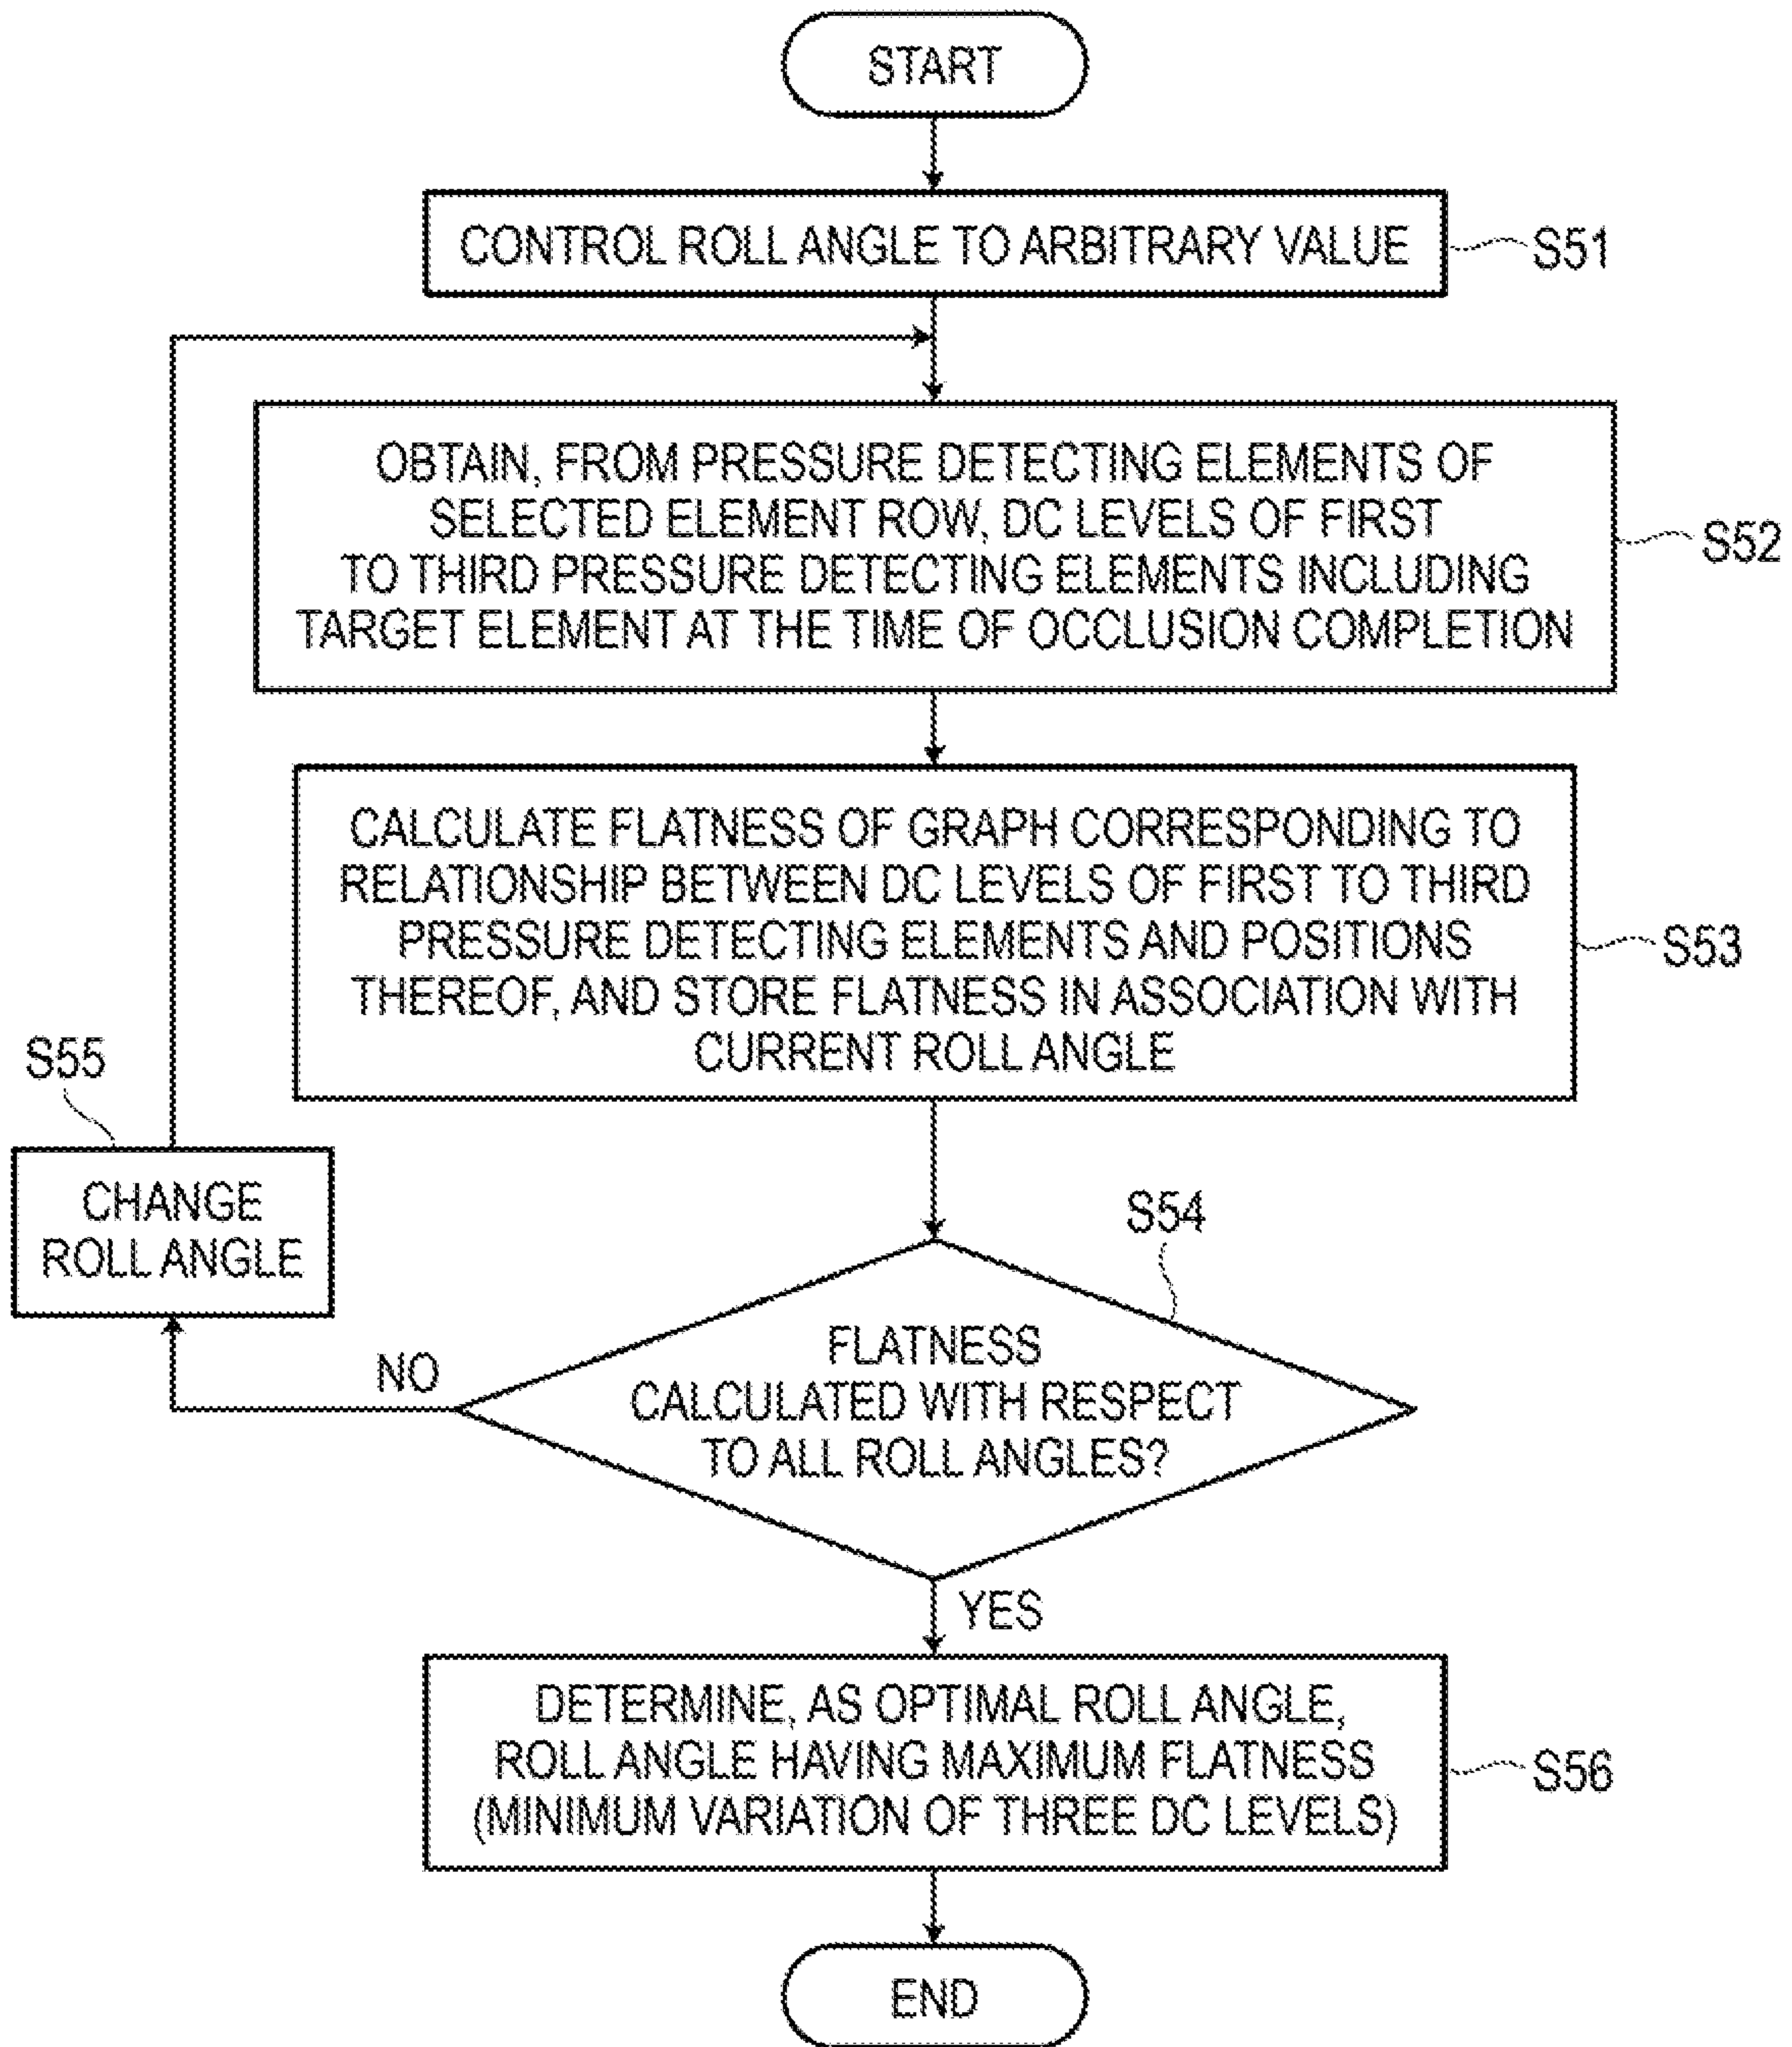 START
CONTROL ROLL ANGLE TO ARBITRARY VALUE
S51
OBTAIN, FROM PRESSURE DETECTING ELEMENTS OF
SELECTED ELEMENT ROW, DC LEVELS OF FIRST
TO THIRD PRESSURE DETECTING ELEMENTS INCLUDING
TARGET ELEMENT AT THE TIME OF OCCLUSION COMPLETION
S52
CALCULATE FLATNESS OF GRAPH CORRESPONDING TO
RELATIONSHIP BETWEEN DC LEVELS OF FIRST TO THIRD
PRESSURE DETECTING ELEMENTS AND POSITIONS
THEREOF, AND STORE FLATNESS IN ASSOCIATION WITH
CURRENT ROLL ANGLE
S53
S55
CHANGE
ROLL ANGLE
S54
FLATNESS
CALCULATED WITH RESPECT
TO ALL ROLL ANGLES?
NO
YES
DETERMINE, AS OPTIMAL ROLL ANGLE,
ROLL ANGLE HAVING MAXIMUM FLATNESS
(MINIMUM VARIATION OF THREE DC LEVELS)
S56
END